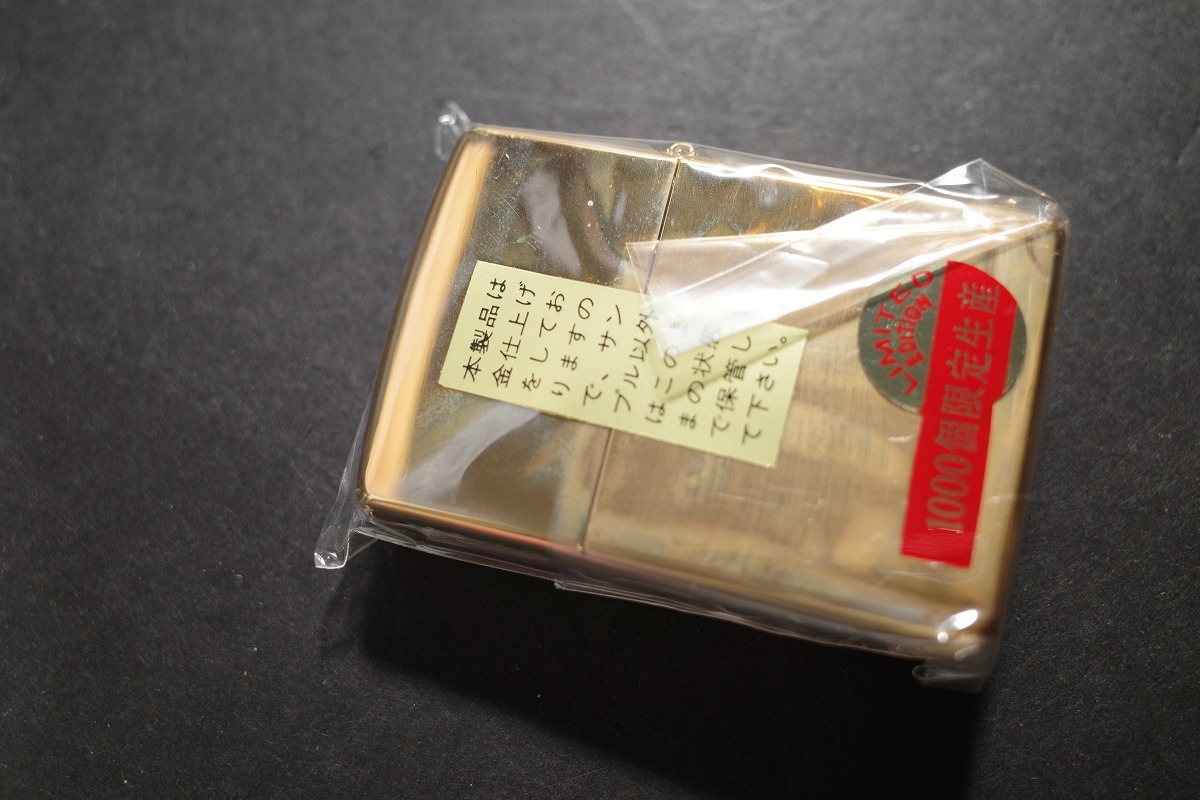 本製品は
金仕上げ
をしてお
りますの
で、サン
プル以外
はこのま
まの状態
で保管し
て下さい。
LIMITED
EDITION
1000個限定生産